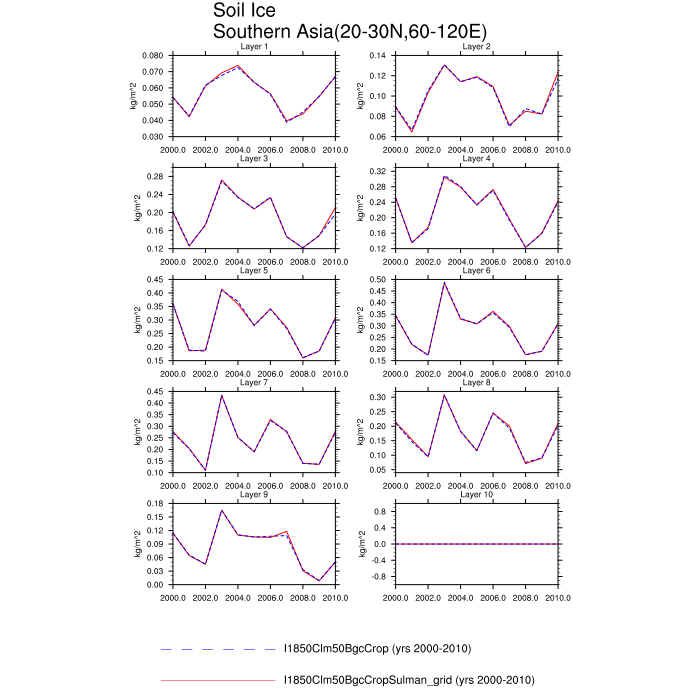 Soil Ice
Southern Asia(20-30N,60-120E)
Layer 1
kg/m^2
0.080
0.070
0.060
0.050
0.040
0.030
2000.0 2002.0 2004.0 2006.0 2008.0 2010.0
Layer 2
kg/m^2
0.14
0.12
0.10
0.08
0.06
2000.0 2002.0 2004.0 2006.0 2008.0 2010.0
Layer 3
kg/m^2
0.28
0.24
0.20
0.16
0.12
2000.0 2002.0 2004.0 2006.0 2008.0 2010.0
Layer 4
kg/m^2
0.32
0.28
0.24
0.20
0.16
0.12
2000.0 2002.0 2004.0 2006.0 2008.0 2010.0
Layer 5
kg/m^2
0.45
0.40
0.35
0.30
0.25
0.20
0.15
2000.0 2002.0 2004.0 2006.0 2008.0 2010.0
Layer 6
kg/m^2
0.50
0.45
0.40
0.35
0.30
0.25
0.20
0.15
2000.0 2002.0 2004.0 2006.0 2008.0 2010.0
Layer 7
kg/m^2
0.45
0.40
0.35
0.30
0.25
0.20
0.15
0.10
2000.0 2002.0 2004.0 2006.0 2008.0 2010.0
Layer 8
kg/m^2
0.30
0.25
0.20
0.15
0.10
0.05
2000.0 2002.0 2004.0 2006.0 2008.0 2010.0
Layer 9
kg/m^2
0.18
0.15
0.12
0.09
0.06
0.03
0.00
2000.0 2002.0 2004.0 2006.0 2008.0 2010.0
Layer 10
kg/m^2
0.8
0.4
0.0
-0.4
-0.8
2000.0 2002.0 2004.0 2006.0 2008.0 2010.0
I1850Clm50BgcCrop (yrs 2000-2010)
I1850Clm50BgcCropSulman_grid (yrs 2000-2010)